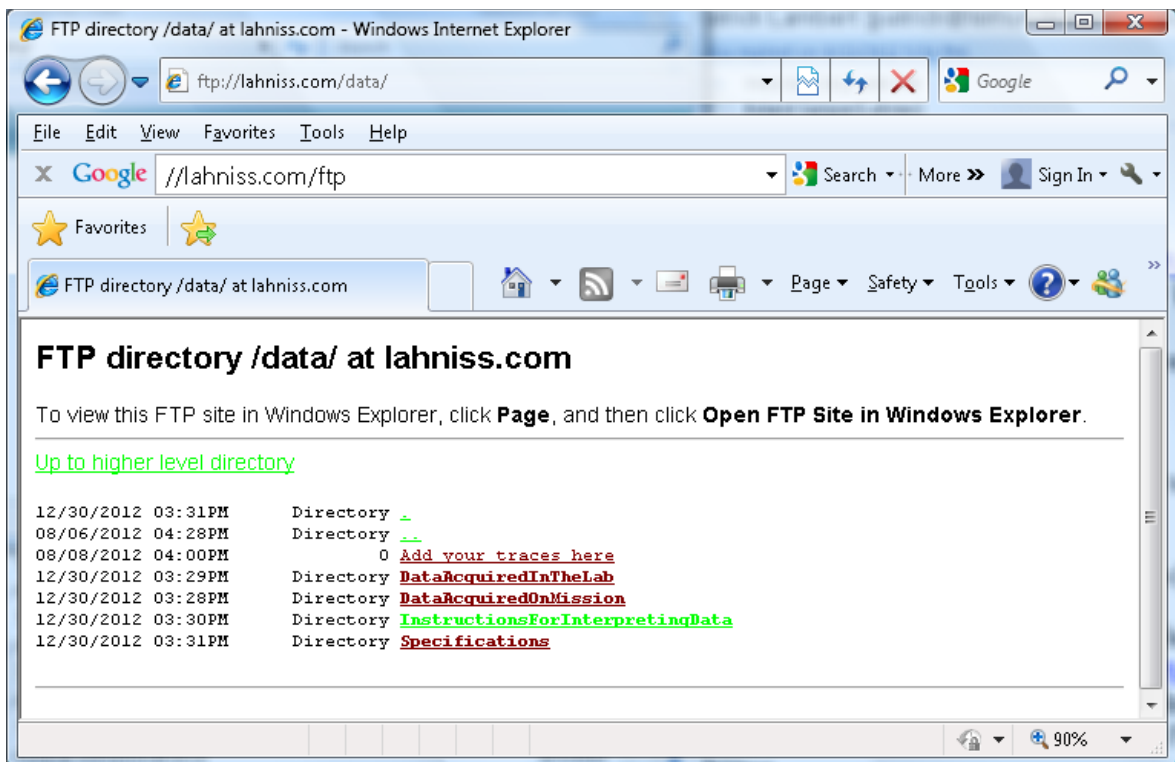 FTP directory /data/ at lahniss.com - Windows Internet Explorer
ftp://lahniss.com/data/
Google
File Edit View Favorites Tools Help
x Google //lahniss.com/ftp Search More » Sign In
Favorites
FTP directory /data/ at lahniss.com Page Safety Tools »
FTP directory /data/ at lahniss.com
To view this FTP site in Windows Explorer, click Page, and then click Open FTP Site in Windows Explorer.
Up to higher level directory
12/30/2012 03:31PM Directory .
08/06/2012 04:28PM Directory ..
08/08/2012 04:00PM 0 Add your traces here
12/30/2012 03:29PM Directory DataAcquiredInTheLab
12/30/2012 03:28PM Directory DataAcquiredOnMission
12/30/2012 03:30PM Directory InstructionsForInterpretingData
12/30/2012 03:31PM Directory Specifications
90%